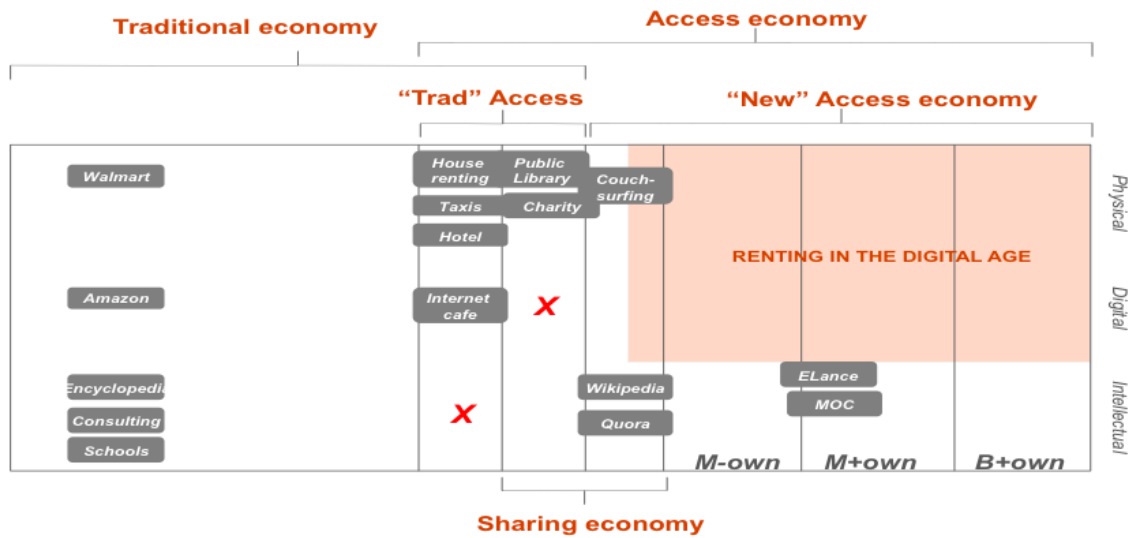 Access economy
Traditional economy
“Trad” Access
“New” Access economy
Walmart
House
renting
Public
Library
Couch-
surfing
Taxis
Charity
Hotel
Physical
RENTING IN THE DIGITAL AGE
Amazon
Internet
cafe
X
Digital
Encyclopedia
Consulting
Schools
X
Wikipedia
Quora
ELance
MOC
Intellectual
M-own
M+own
B+own
Sharing economy